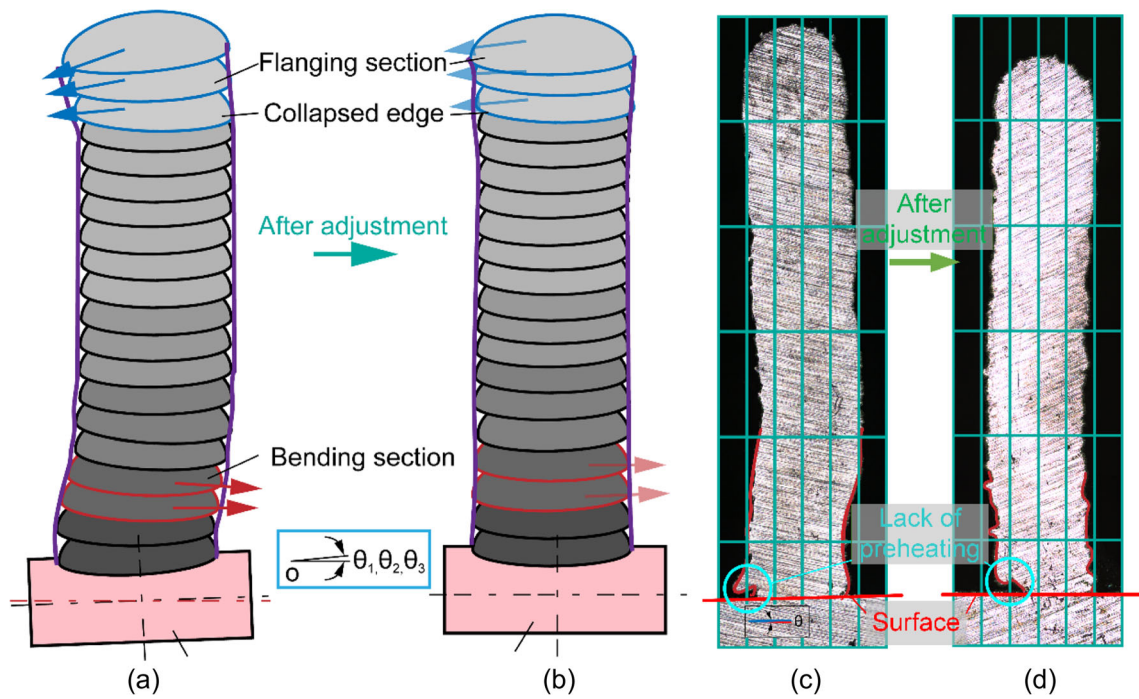 Flanging section
Collapsed edge
After adjustment
Bending section
O
θ1,θ2,θ3
After
adjustment
Lack of
preheating
Surface
θ
(a)
(b)
(c)
(d)